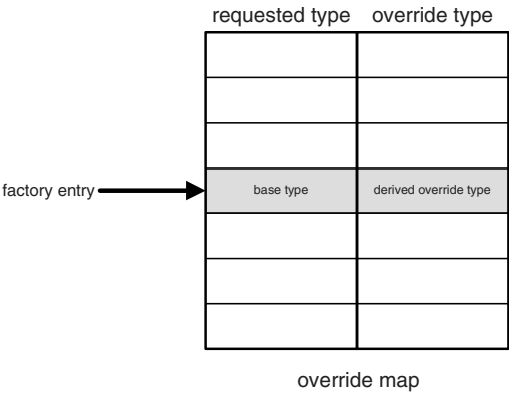 requested type override type
factory entry base type derived override type
override map